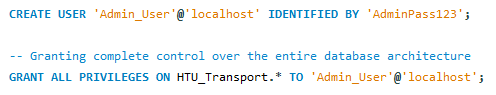 CREATE USER 'Admin_User'@'localhost' IDENTIFIED BY 'AdminPass123';
-- Granting complete control over the entire database architecture
GRANT ALL PRIVILEGES ON HTU_Transport.* TO 'Admin_User'@'localhost';